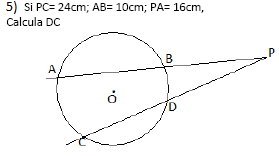 5) Si PC= 24cm; AB= 10cm; PA= 16cm,
Calcula DC
B
P
A
O
D
C